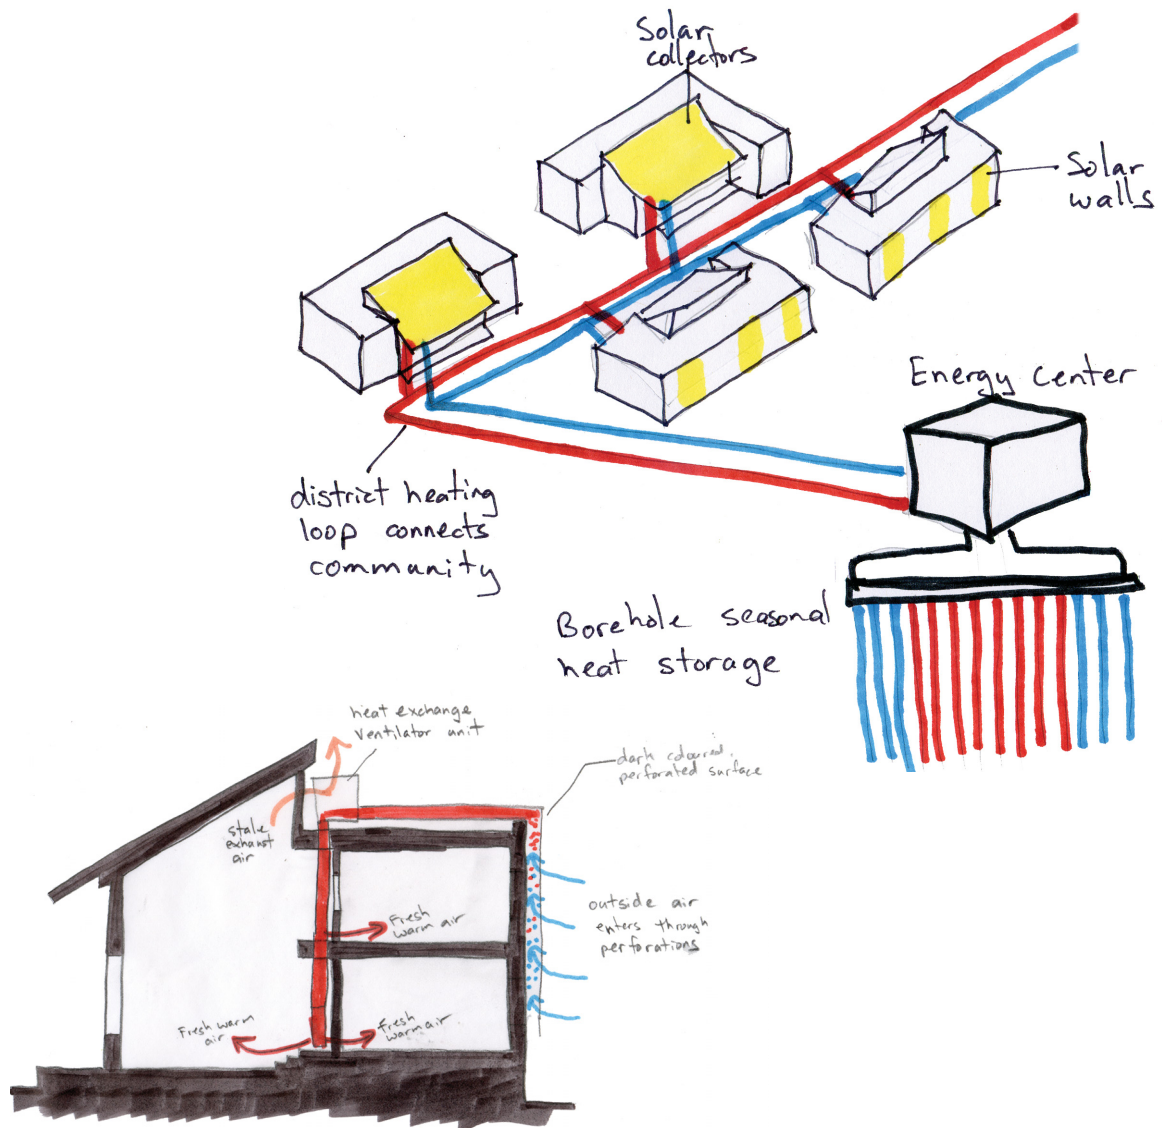 Solar
collectors
Solar
walls
Energy Center
district heating
loop connects
community
Borehole seasonal
heat storage
heat exchange
ventilator unit
dark coloured,
perforated surface
stale
exhaust
air
outside air
enters through
perforations
Fresh
warm air
Fresh warm
air
Fresh
warm air